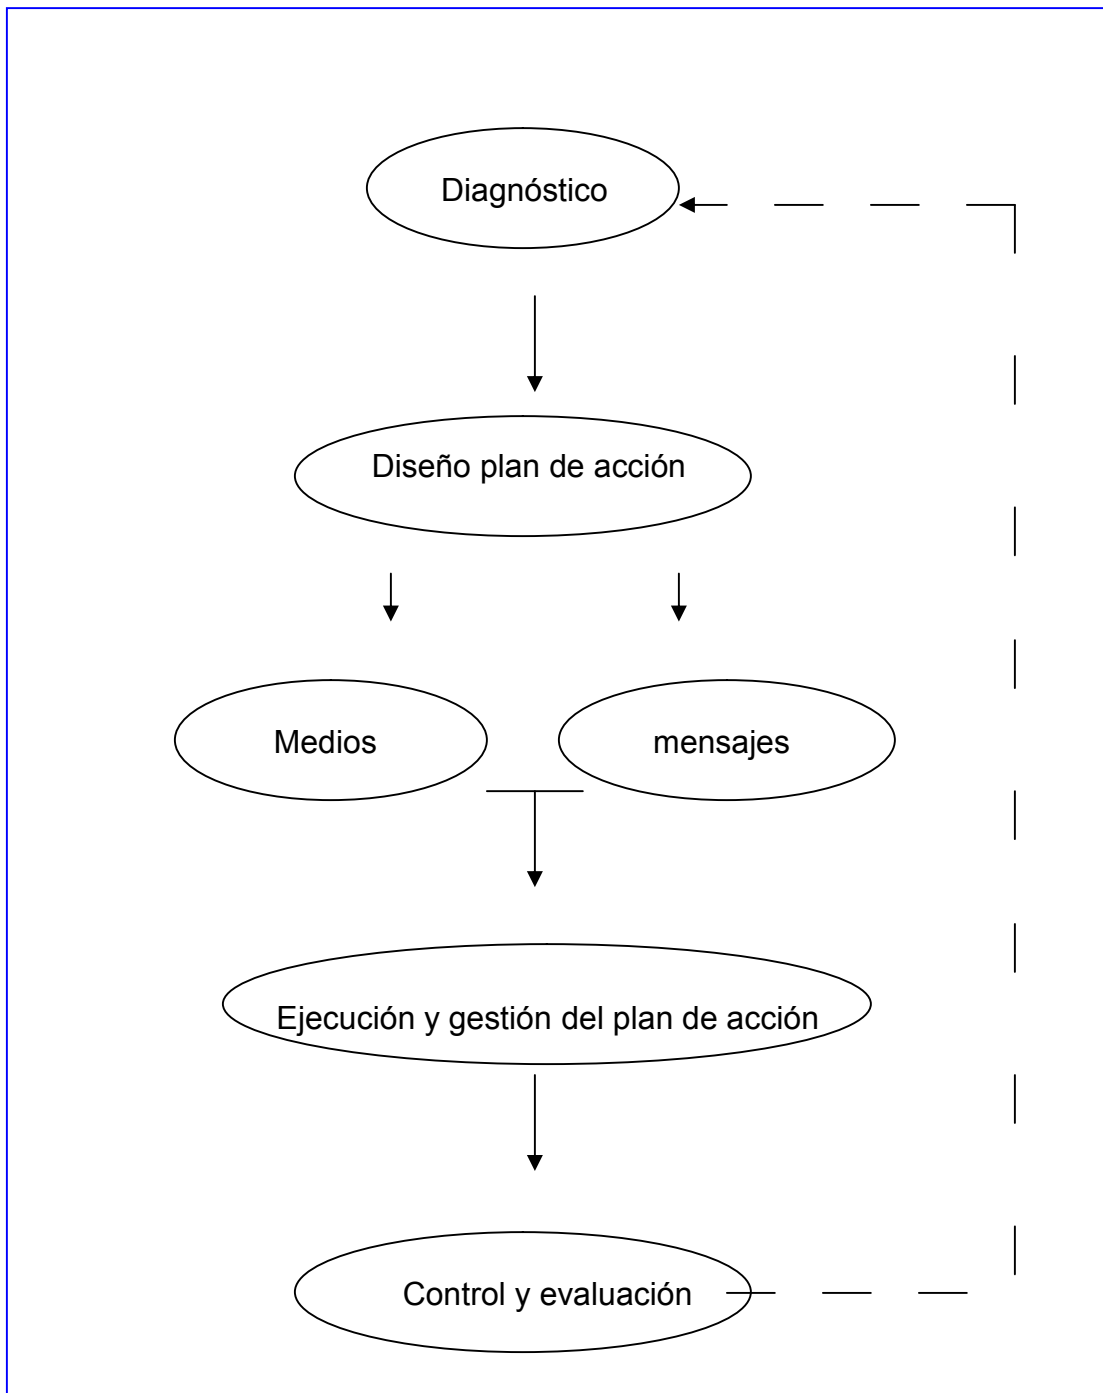 Diagnóstico
Diseño plan de acción
Medios
mensajes
Ejecución y gestión del plan de acción
Control y evaluación